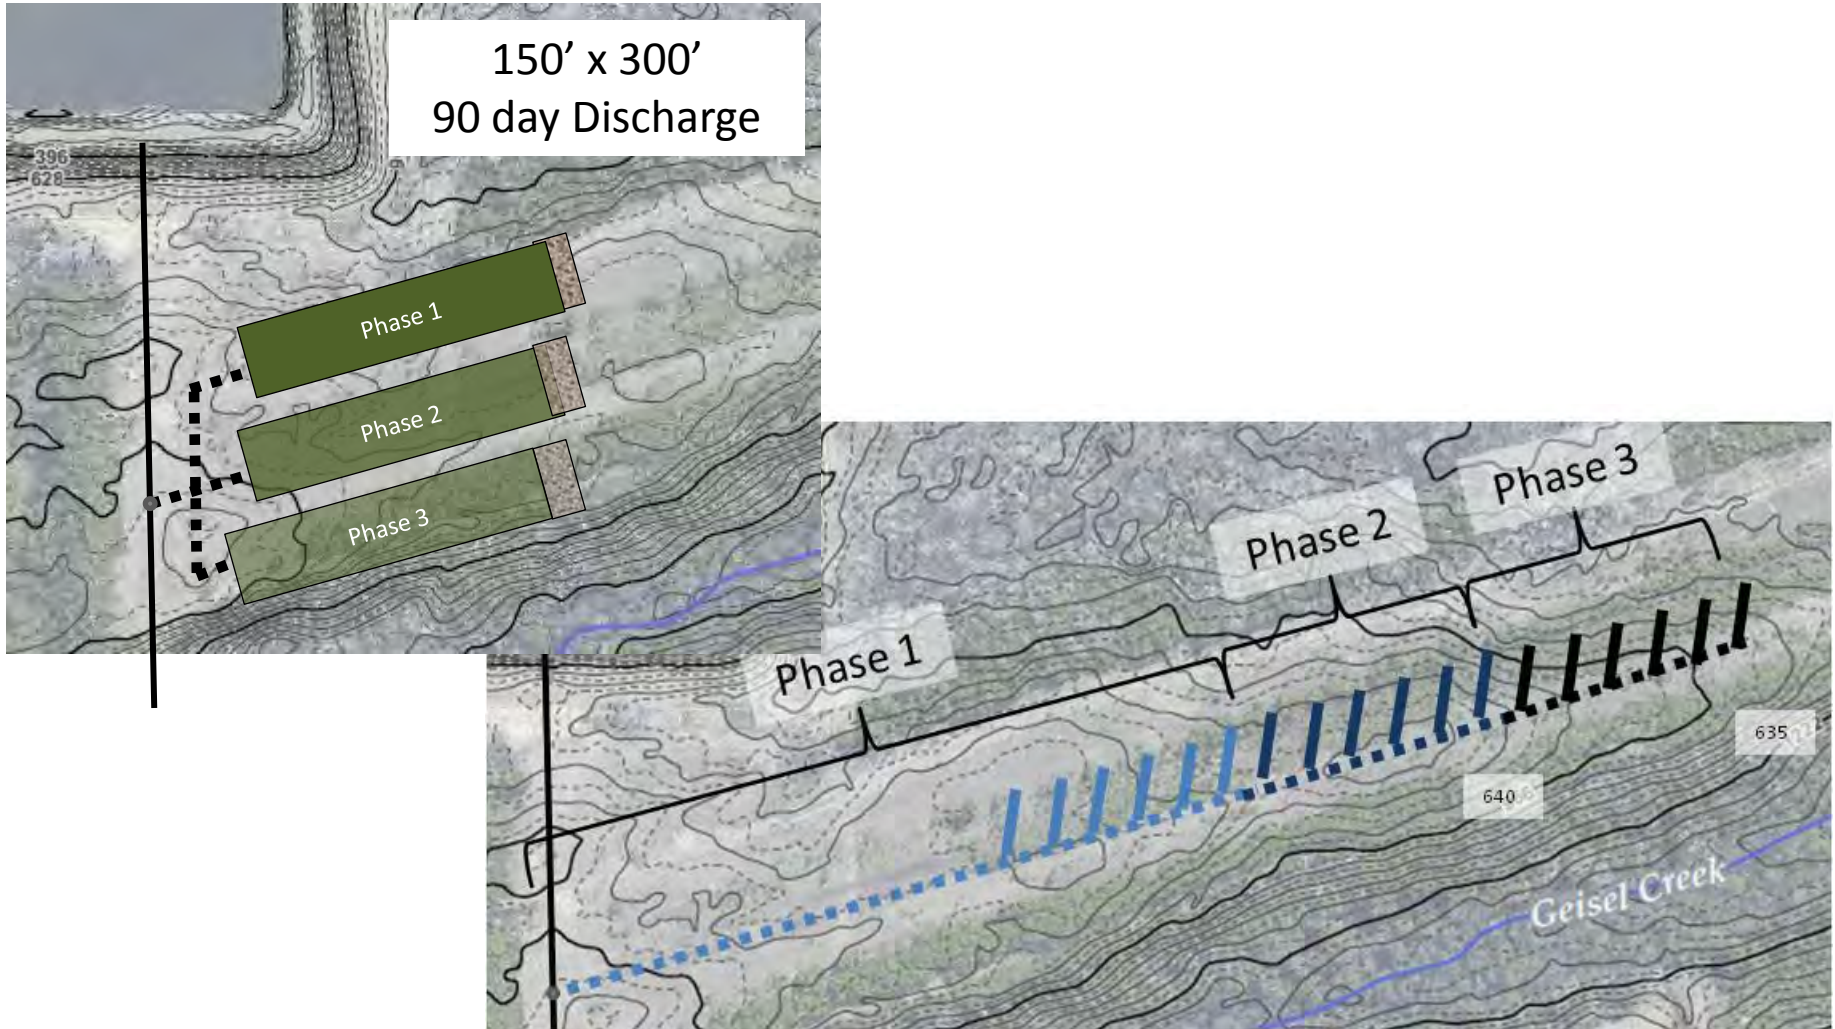 150’ x 300’
90 day Discharge
396
628
Phase 1
Phase 2
Phase 3
Phase 3
Phase 2
Phase 1
635
640
Geisel Creek